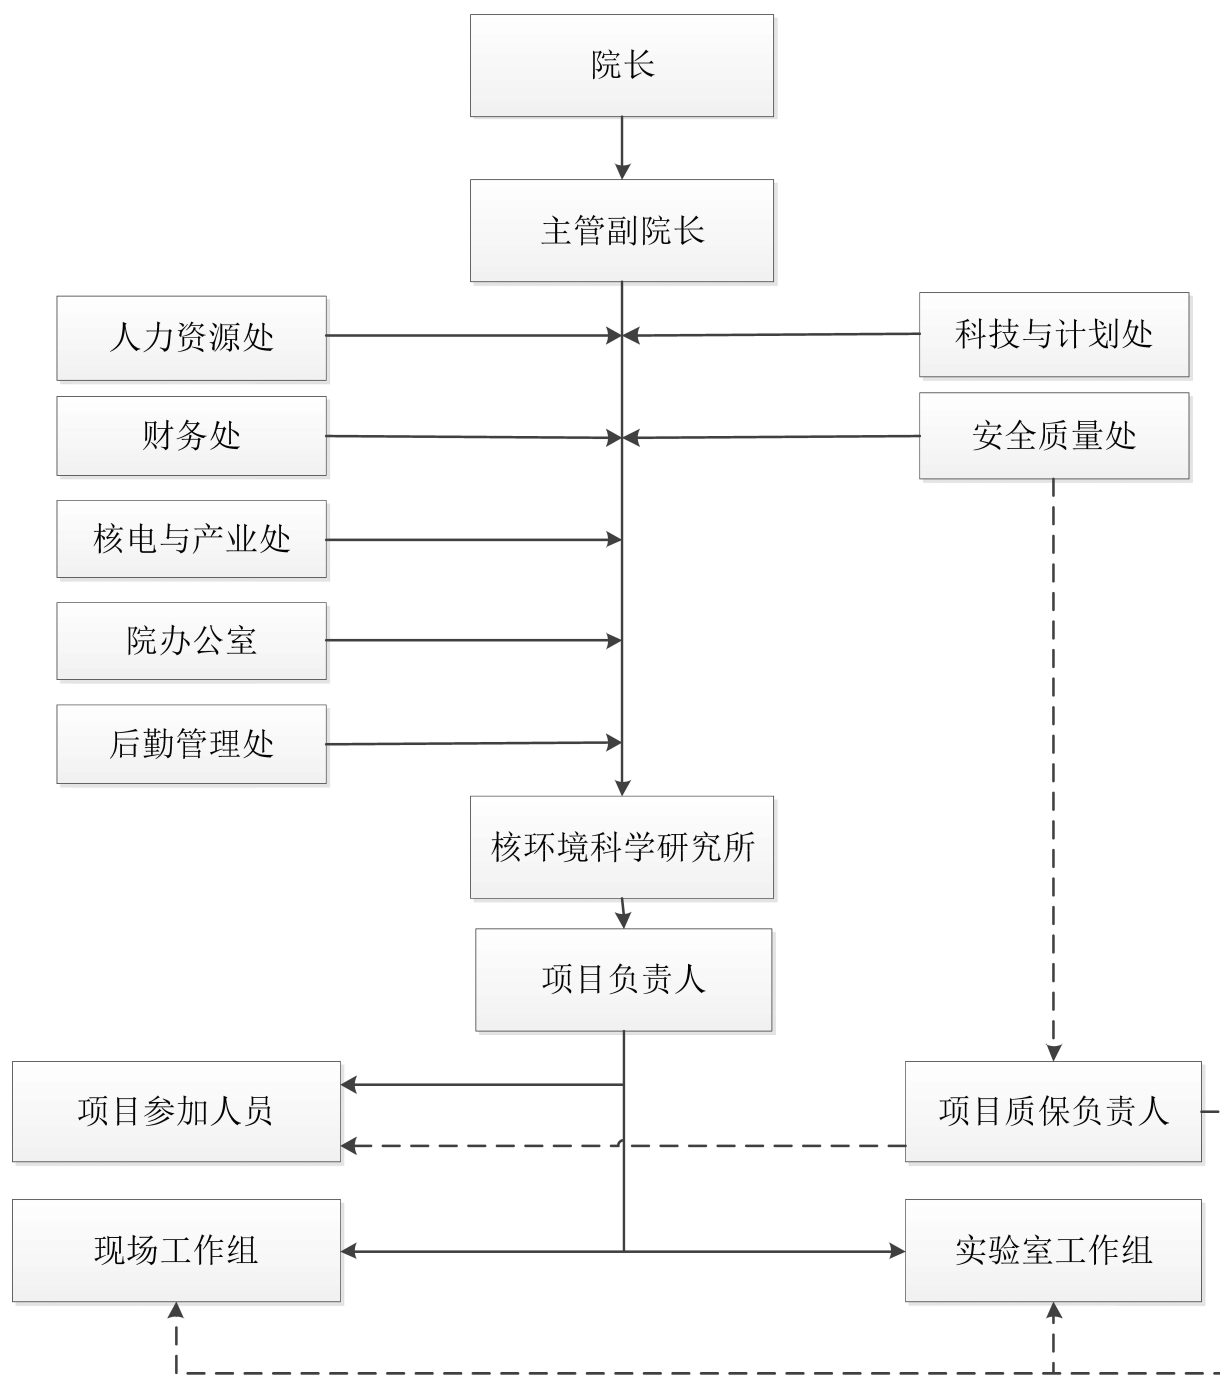 院长
主管副院长
人力资源处
科技与计划处
财务处
安全质量处
核电与产业处
院办公室
后勤管理处
核环境科学研究所
项目负责人
项目参加人员
项目质保负责人
现场工作组
实验室工作组